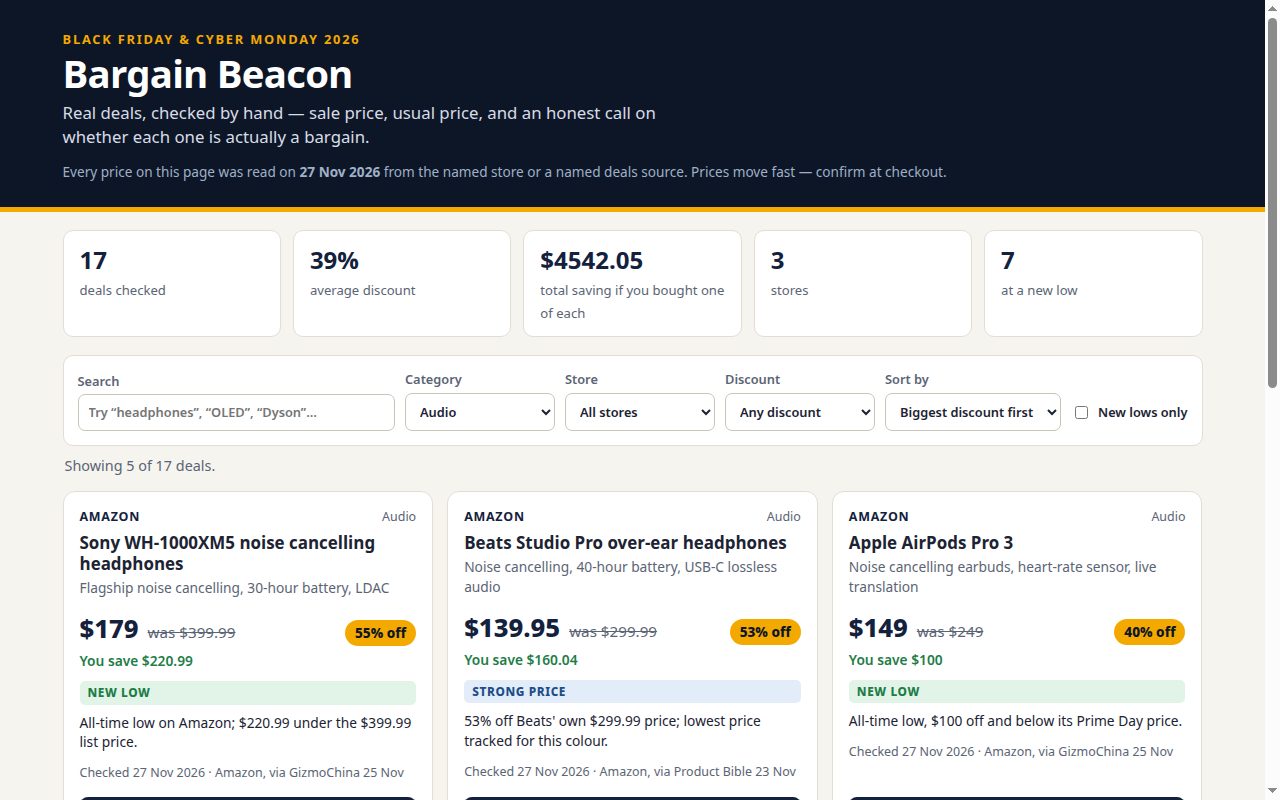 BLACK FRIDAY & CYBER MONDAY 2026
Bargain Beacon
Real deals, checked by hand — sale price, usual price, and an honest call on
whether each one is actually a bargain.
Every price on this page was read on 27 Nov 2026 from the named store or a named deals source. Prices move fast — confirm at checkout.
17
deals checked
39%
average discount
$4542.05
total saving if you bought one
of each
3
stores
7
at a new low
Search
Try “headphones”, “OLED”, “Dyson”...
Category
Audio
Store
All stores
Discount
Any discount
Sort by
Biggest discount first
New lows only
Showing 5 of 17 deals.
AMAZON Audio
Sony WH-1000XM5 noise cancelling
headphones
Flagship noise cancelling, 30-hour battery, LDAC
$179 was $399.99 55% off
You save $220.99
NEW LOW
All-time low on Amazon; $220.99 under the $399.99
list price.
Checked 27 Nov 2026 · Amazon, via GizmoChina 25 Nov
AMAZON Audio
Beats Studio Pro over-ear headphones
Noise cancelling, 40-hour battery, USB-C lossless
audio
$139.95 was $299.99 53% off
You save $160.04
STRONG PRICE
53% off Beats' own $299.99 price; lowest price
tracked for this colour.
Checked 27 Nov 2026 · Amazon, via Product Bible 23 Nov
AMAZON Audio
Apple AirPods Pro 3
Noise cancelling earbuds, heart-rate sensor, live
translation
$149 was $249 40% off
You save $100
NEW LOW
All-time low, $100 off and below its Prime Day price.
Checked 27 Nov 2026 · Amazon, via GizmoChina 25 Nov